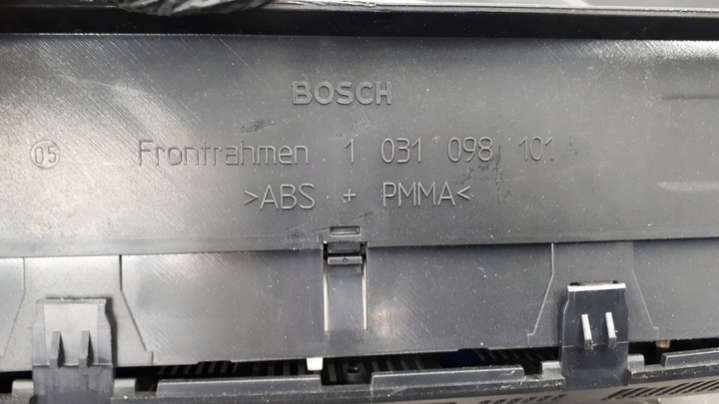 BOSCH
05 Frontrahmen 1 031 098 101
>ABS + PMMA<